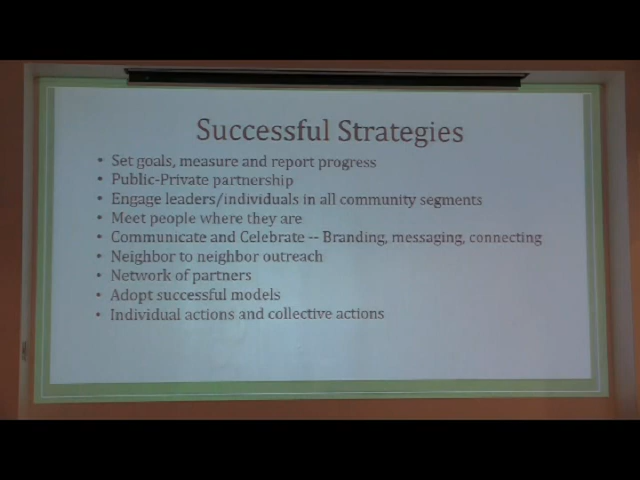 Successful Strategies
• Set goals, measure and report progress
• Public-Private partnership
• Engage leaders/individuals in all community segments
• Meet people where they are
• Communicate and Celebrate -- Branding, messaging, connecting
• Neighbor to neighbor outreach
• Network of partners
• Adopt successful models
• Individual actions and collective actions